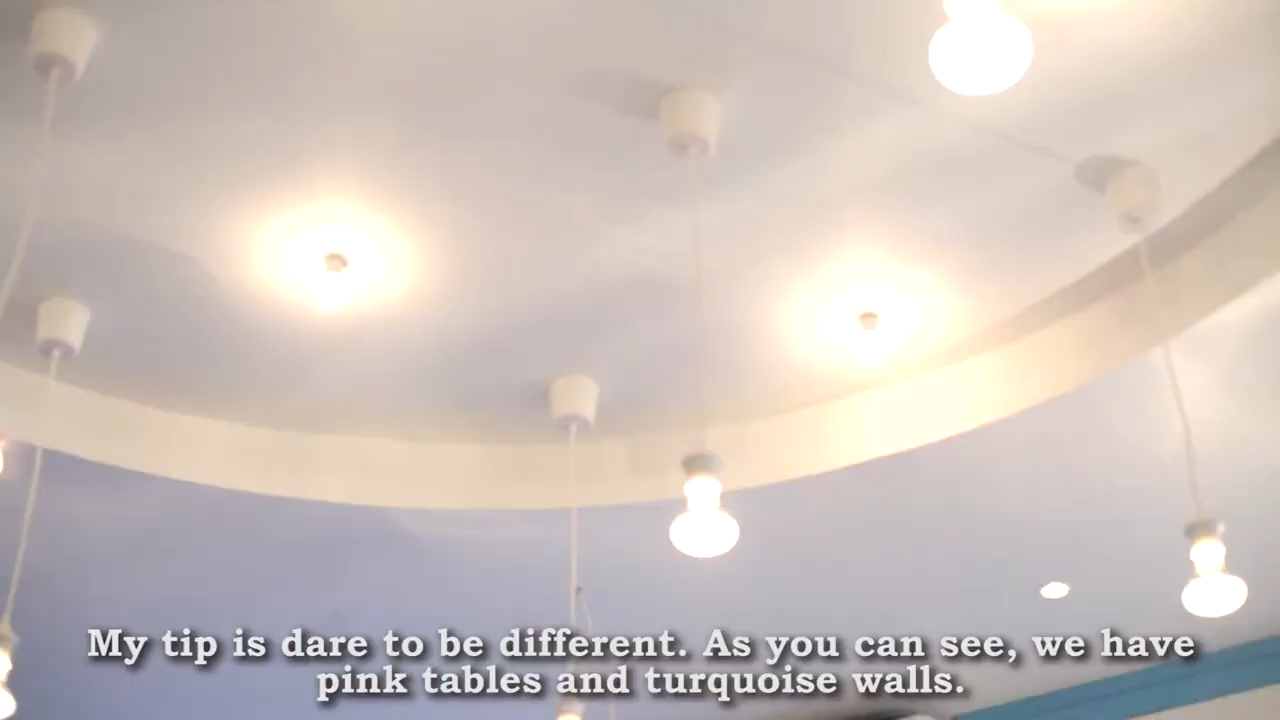 My tip is dare to be different. As you can see, we have
pink tables and turquoise walls.